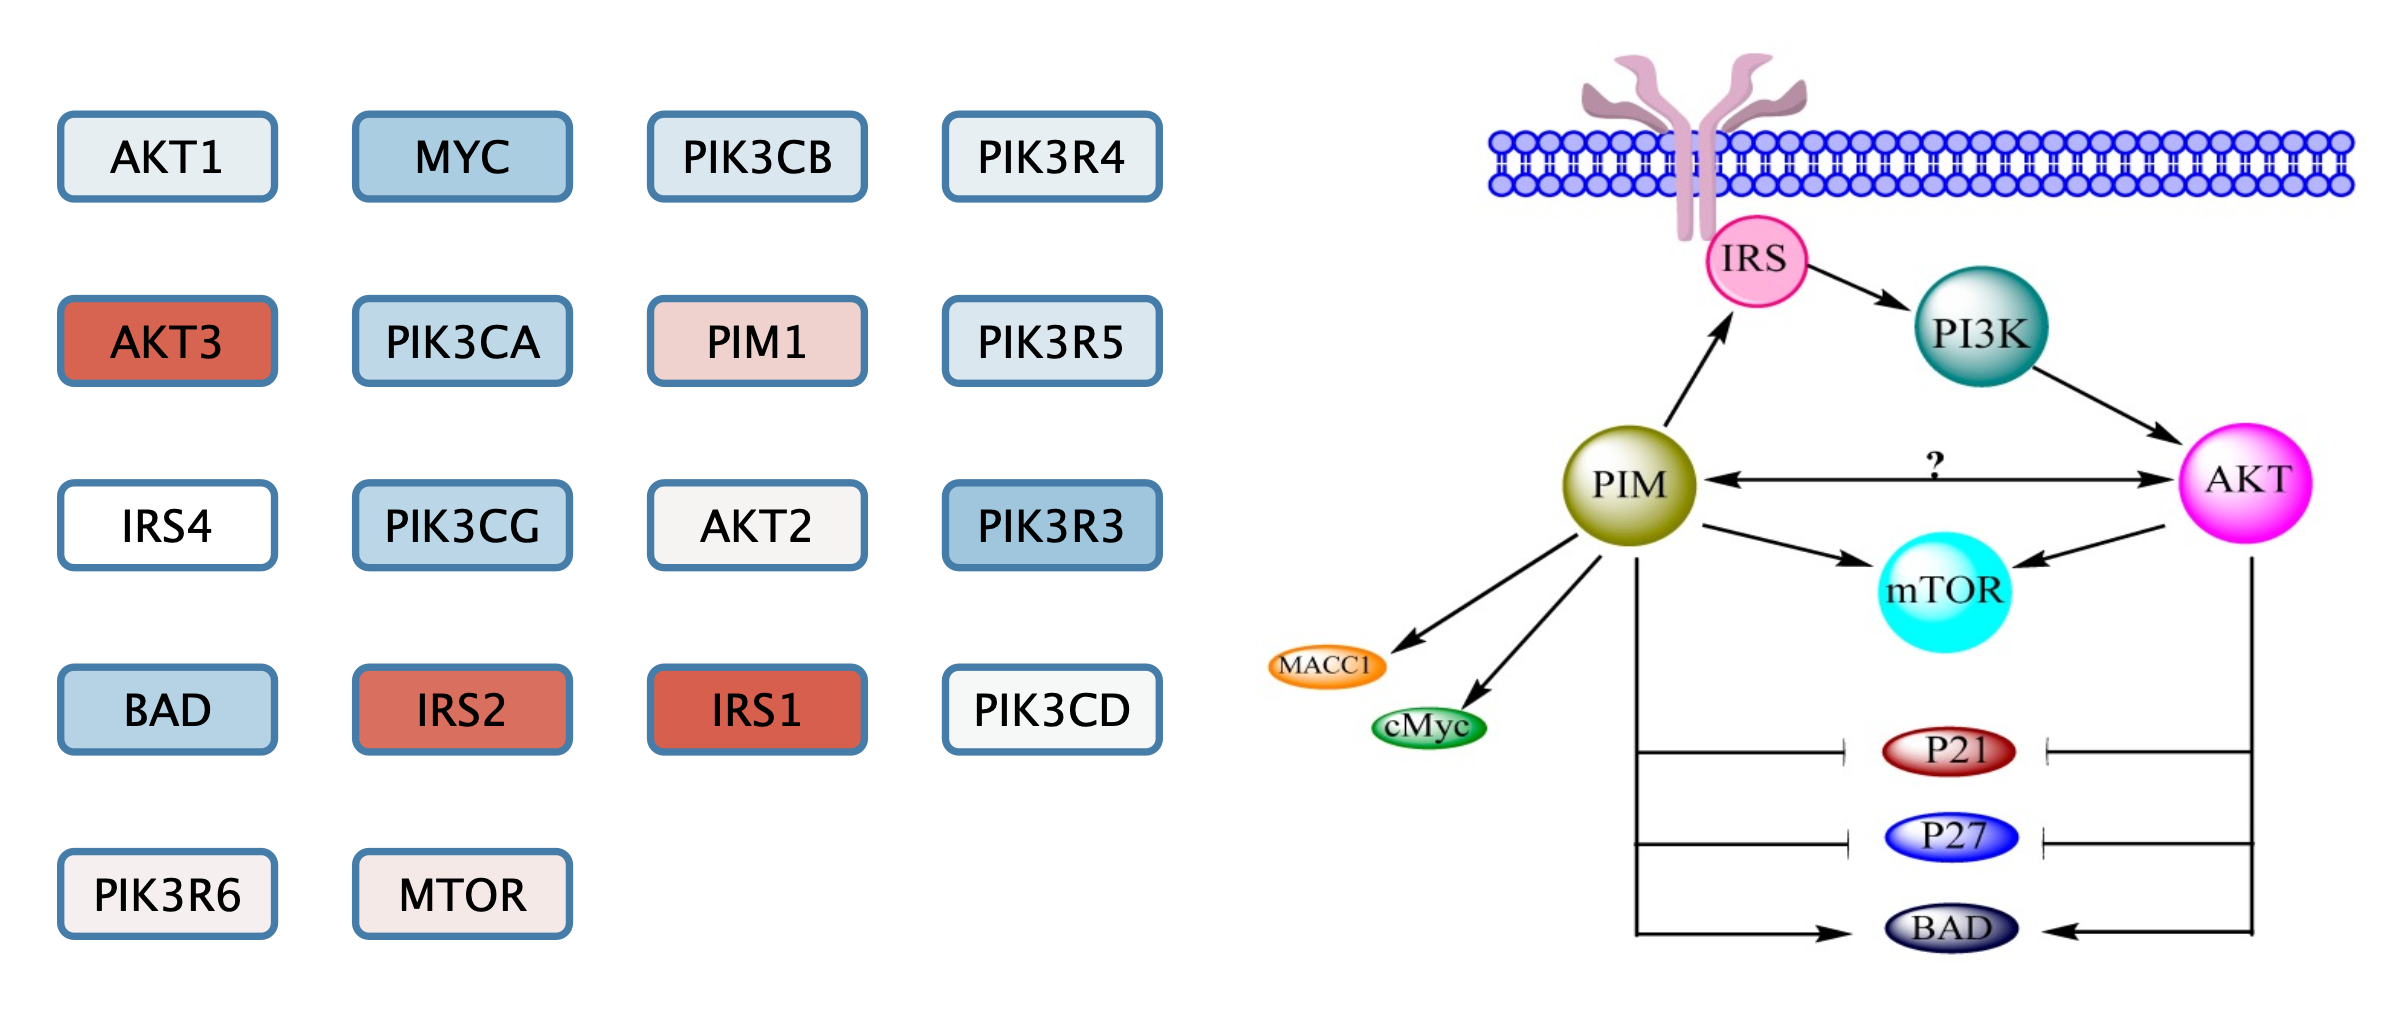 AKT1
MYC
PIK3CB
PIK3R4
AKT3
PIK3CA
PIM1
PIK3R5
IRS4
PIK3CG
AKT2
PIK3R3
BAD
IRS2
IRS1
PIK3CD
PIK3R6
MTOR
IRS
PI3K
?
PIM
AKT
mTOR
MACC1
cMyc
P21
P27
BAD